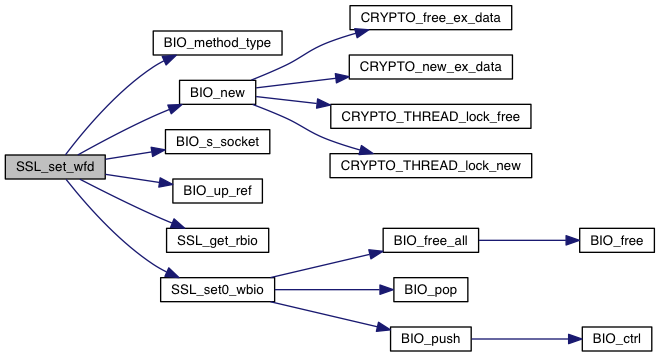 CRYPTO_free_ex_data
BIO_method_type
CRYPTO_new_ex_data
BIO_new
CRYPTO_THREAD_lock_free
BIO_s_socket
CRYPTO_THREAD_lock_new
SSL_set_wfd
BIO_up_ref
SSL_get_rbio
BIO_free_all
BIO_free
SSL_set0_wbio
BIO_pop
BIO_push
BIO_ctrl